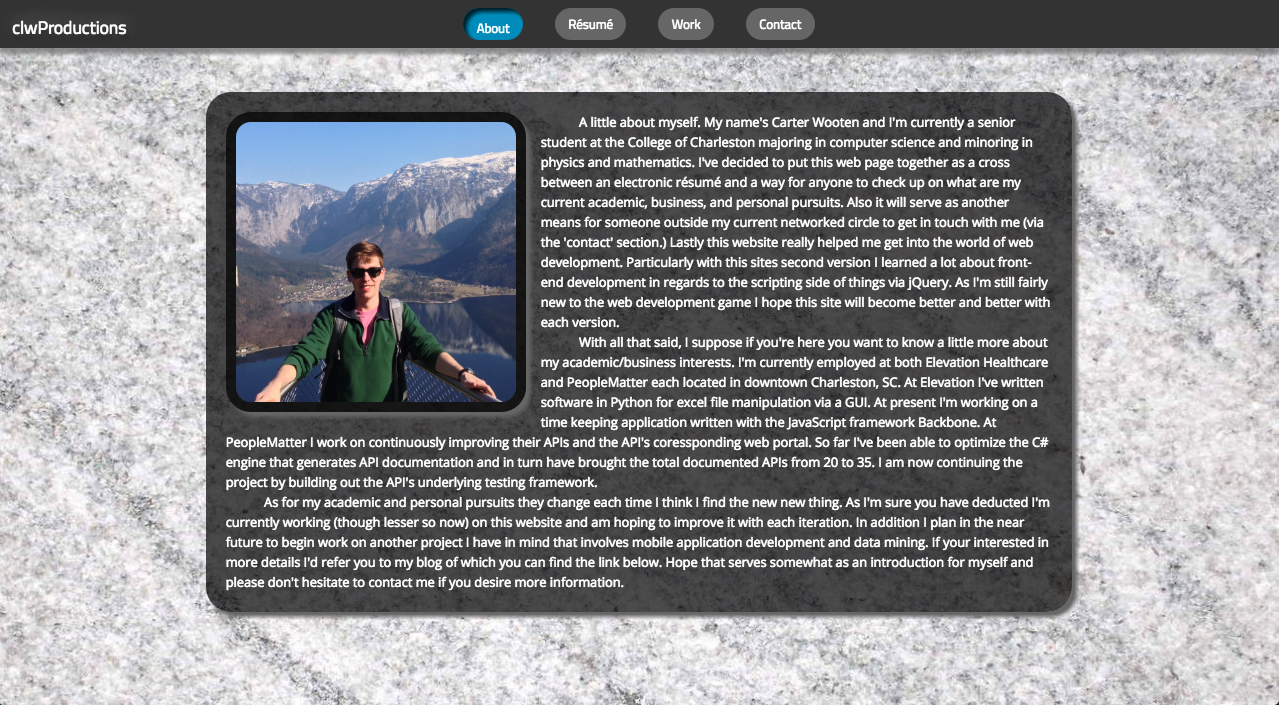 clwProductions
About
Résumé
Work
Contact
A little about myself. My name's Carter Wooten and I'm currently a senior
student at the College of Charleston majoring in computer science and minoring in
physics and mathematics. I've decided to put this web page together as a cross
between an electronic résumé and a way for anyone to check up on what are my
current academic, business, and personal pursuits. Also it will serve as another
means for someone outside my current networked circle to get in touch with me (via
the 'contact' section.) Lastly this website really helped me get into the world of web
development. Particularly with this sites second version I learned a lot about front-
end development in regards to the scripting side of things via jQuery. As I'm still fairly
new to the web development game I hope this site will become better and better with
each version.
With all that said, I suppose if you're here you want to know a little more about
my academic/business interests. I'm currently employed at both Elevation Healthcare
and PeopleMatter each located in downtown Charleston, SC. At Elevation I've written
software in Python for excel file manipulation via a GUI. At present I'm working on a
time keeping application written with the JavaScript framework Backbone. At
PeopleMatter I work on continuously improving their APIs and the API's coressponding web portal. So far I've been able to optimize the C#
engine that generates API documentation and in turn have brought the total documented APIs from 20 to 35. I am now continuing the
project by building out the API's underlying testing framework.
As for my academic and personal pursuits they change each time I think I find the new new thing. As I'm sure you have deducted I'm
currently working (though lesser so now) on this website and am hoping to improve it with each iteration. In addition I plan in the near
future to begin work on another project I have in mind that involves mobile application development and data mining. If your interested in
more details I'd refer you to my blog of which you can find the link below. Hope that serves somewhat as an introduction for myself and
please don't hesitate to contact me if you desire more information.